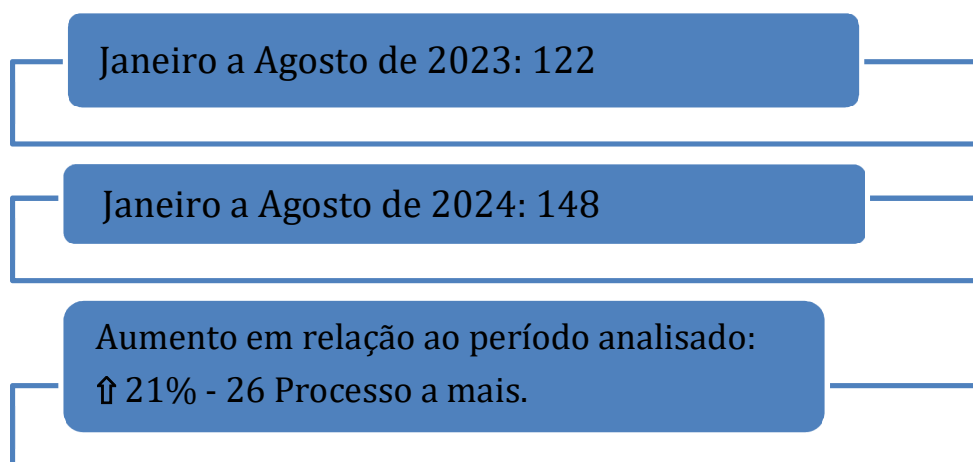 Janeiro a Agosto de 2023: 122
Janeiro a Agosto de 2024: 148
Aumento em relação ao período analisado:
⇧ 21% - 26 Processo a mais.